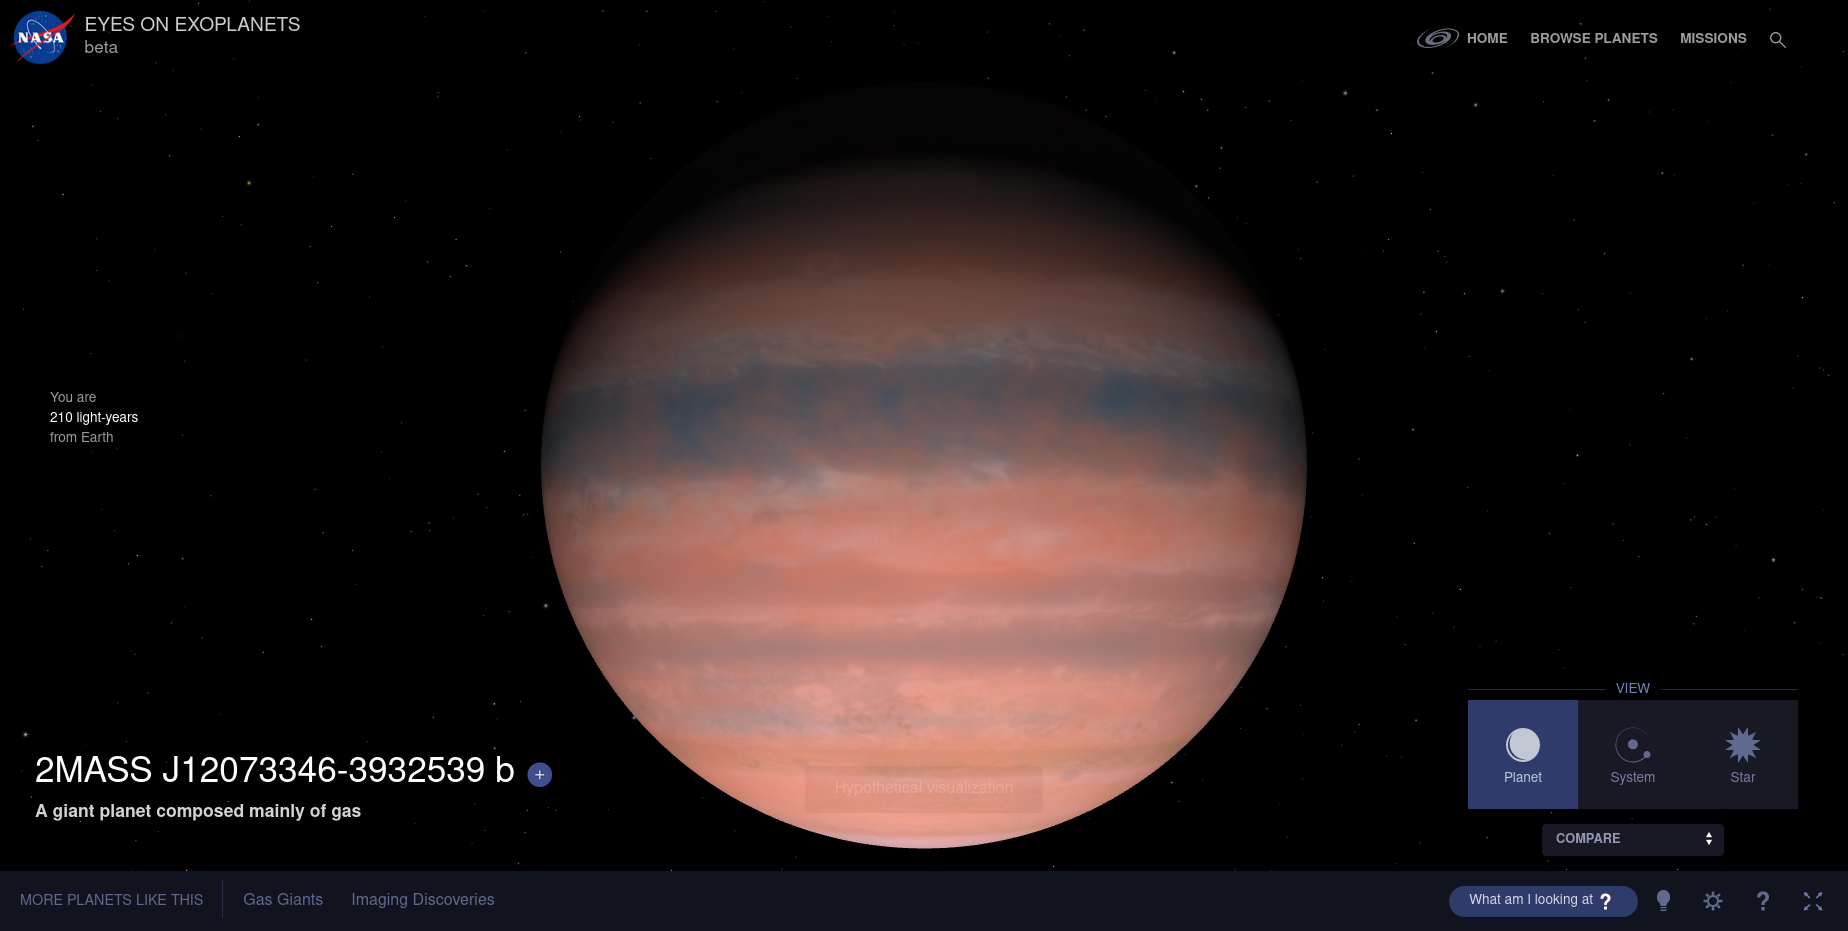 NASA
EYES ON EXOPLANETS
beta
HOME BROWSE PLANETS MISSIONS
You are
210 light-years
from Earth
2MASS J12073346-3932539 b +
A giant planet composed mainly of gas
Hypothetical visualization
VIEW
Planet System Star
COMPARE
MORE PLANETS LIKE THIS Gas Giants Imaging Discoveries
What am I looking at ? ?